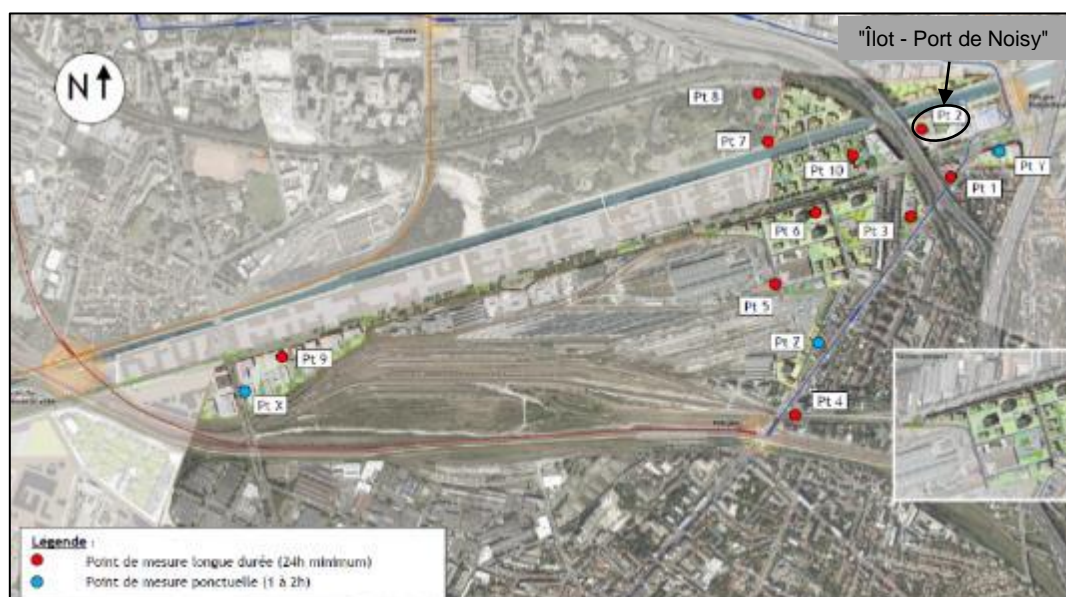 "Îlot - Port de Noisy"
N
Pt 8
Pt 2
Pt 7
Pt 10
Pt Y
Pt 1
Pt 6
Pt 3
Pt 5
Pt Z
Pt 9
Pt X
Pt 4
Légende :
Point de mesure longue durée (24h minimum)
Point de mesure ponctuelle (1 à 2h)